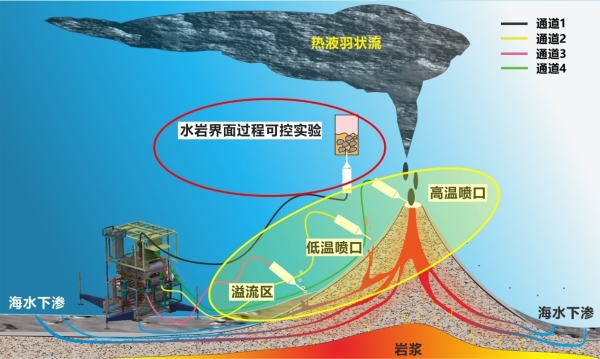 通道1
通道2
通道3
通道4
热液羽状流
水岩界面过程可控实验
高温喷口
低温喷口
溢流区
海水下渗
海水下渗
岩浆